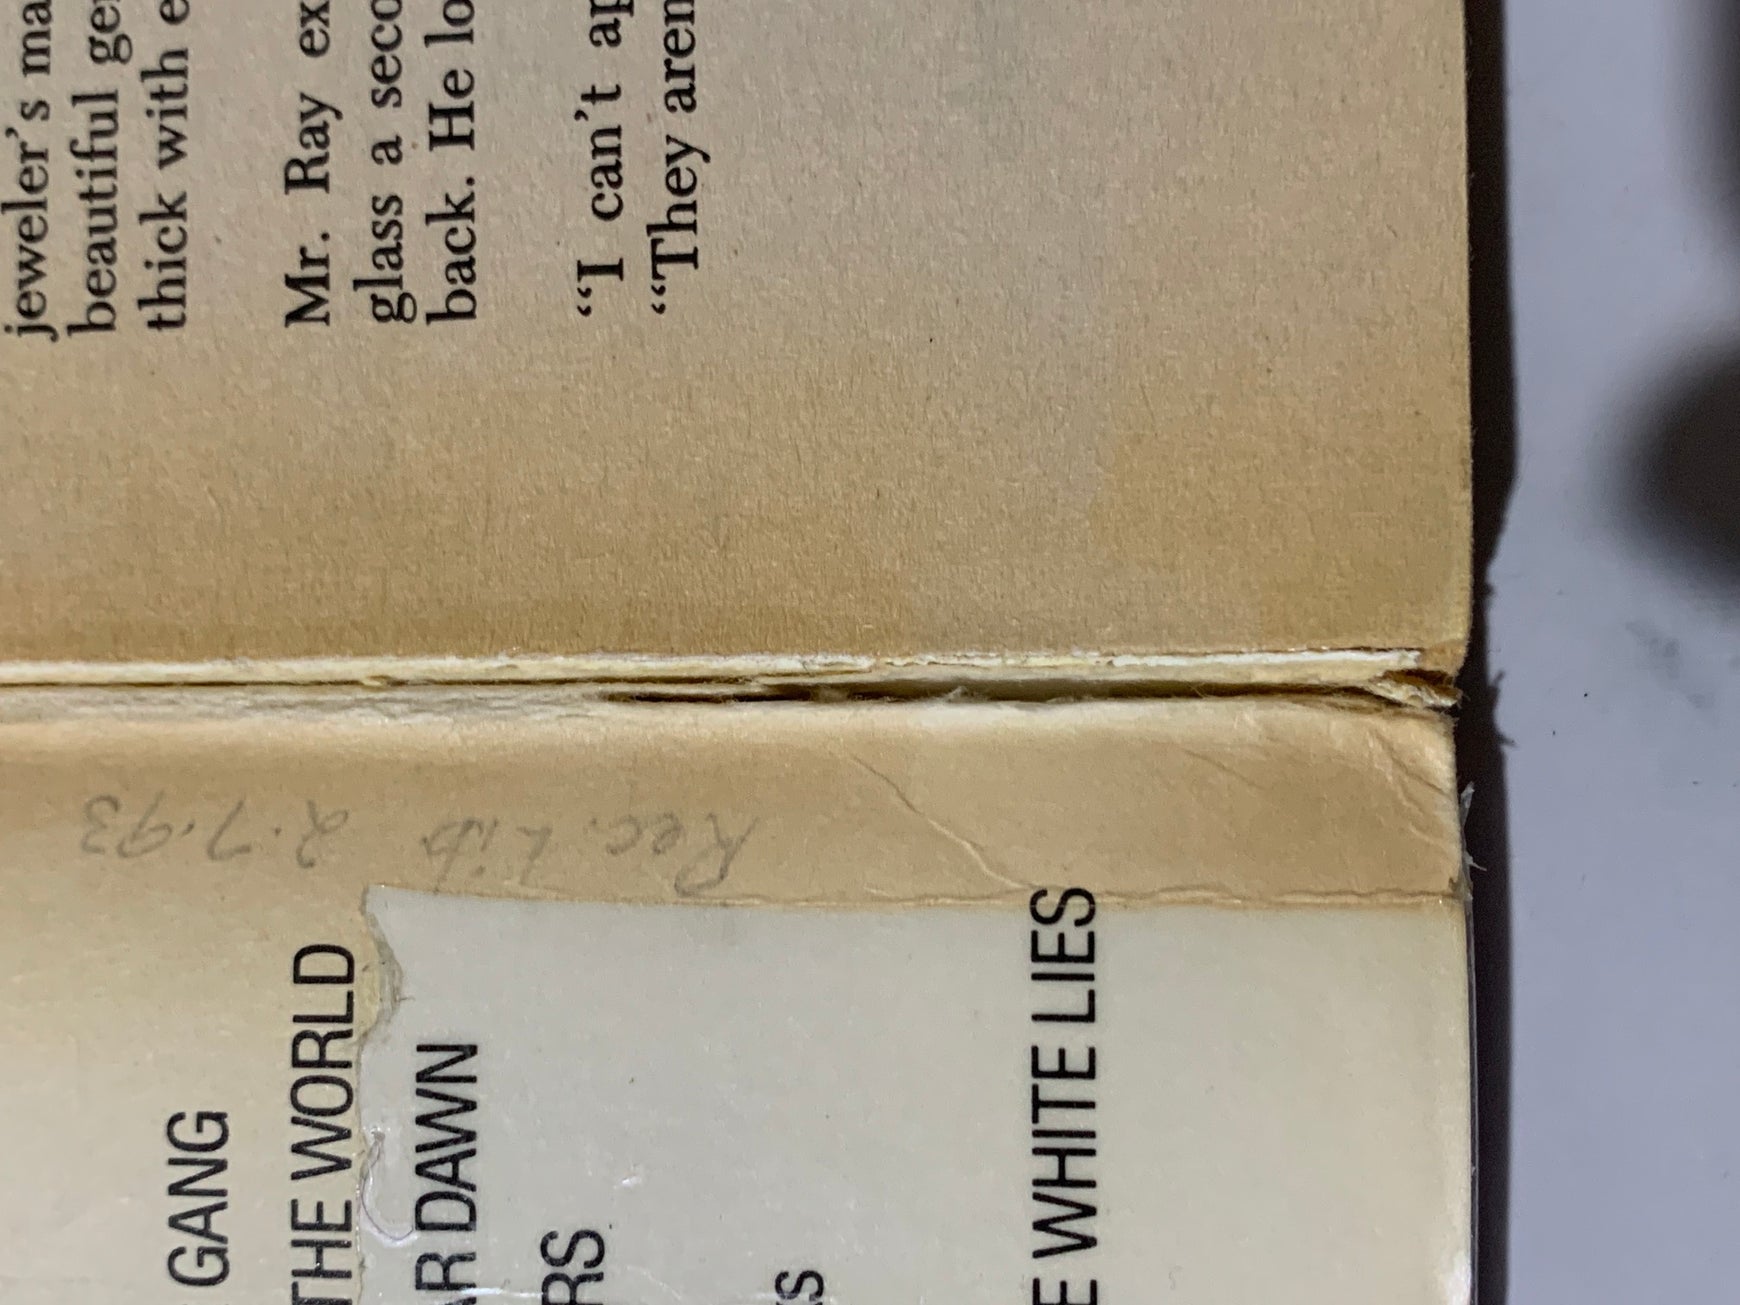 jeweler's ma
beautiful ger
thick with e
Mr. Ray ex
glass a seco
back. He lo
"I can't ap
"They aren
Rec. Lib 2.7.93
GANG
THE WORLD
AR DAWN
RS
S
E WHITE LIES